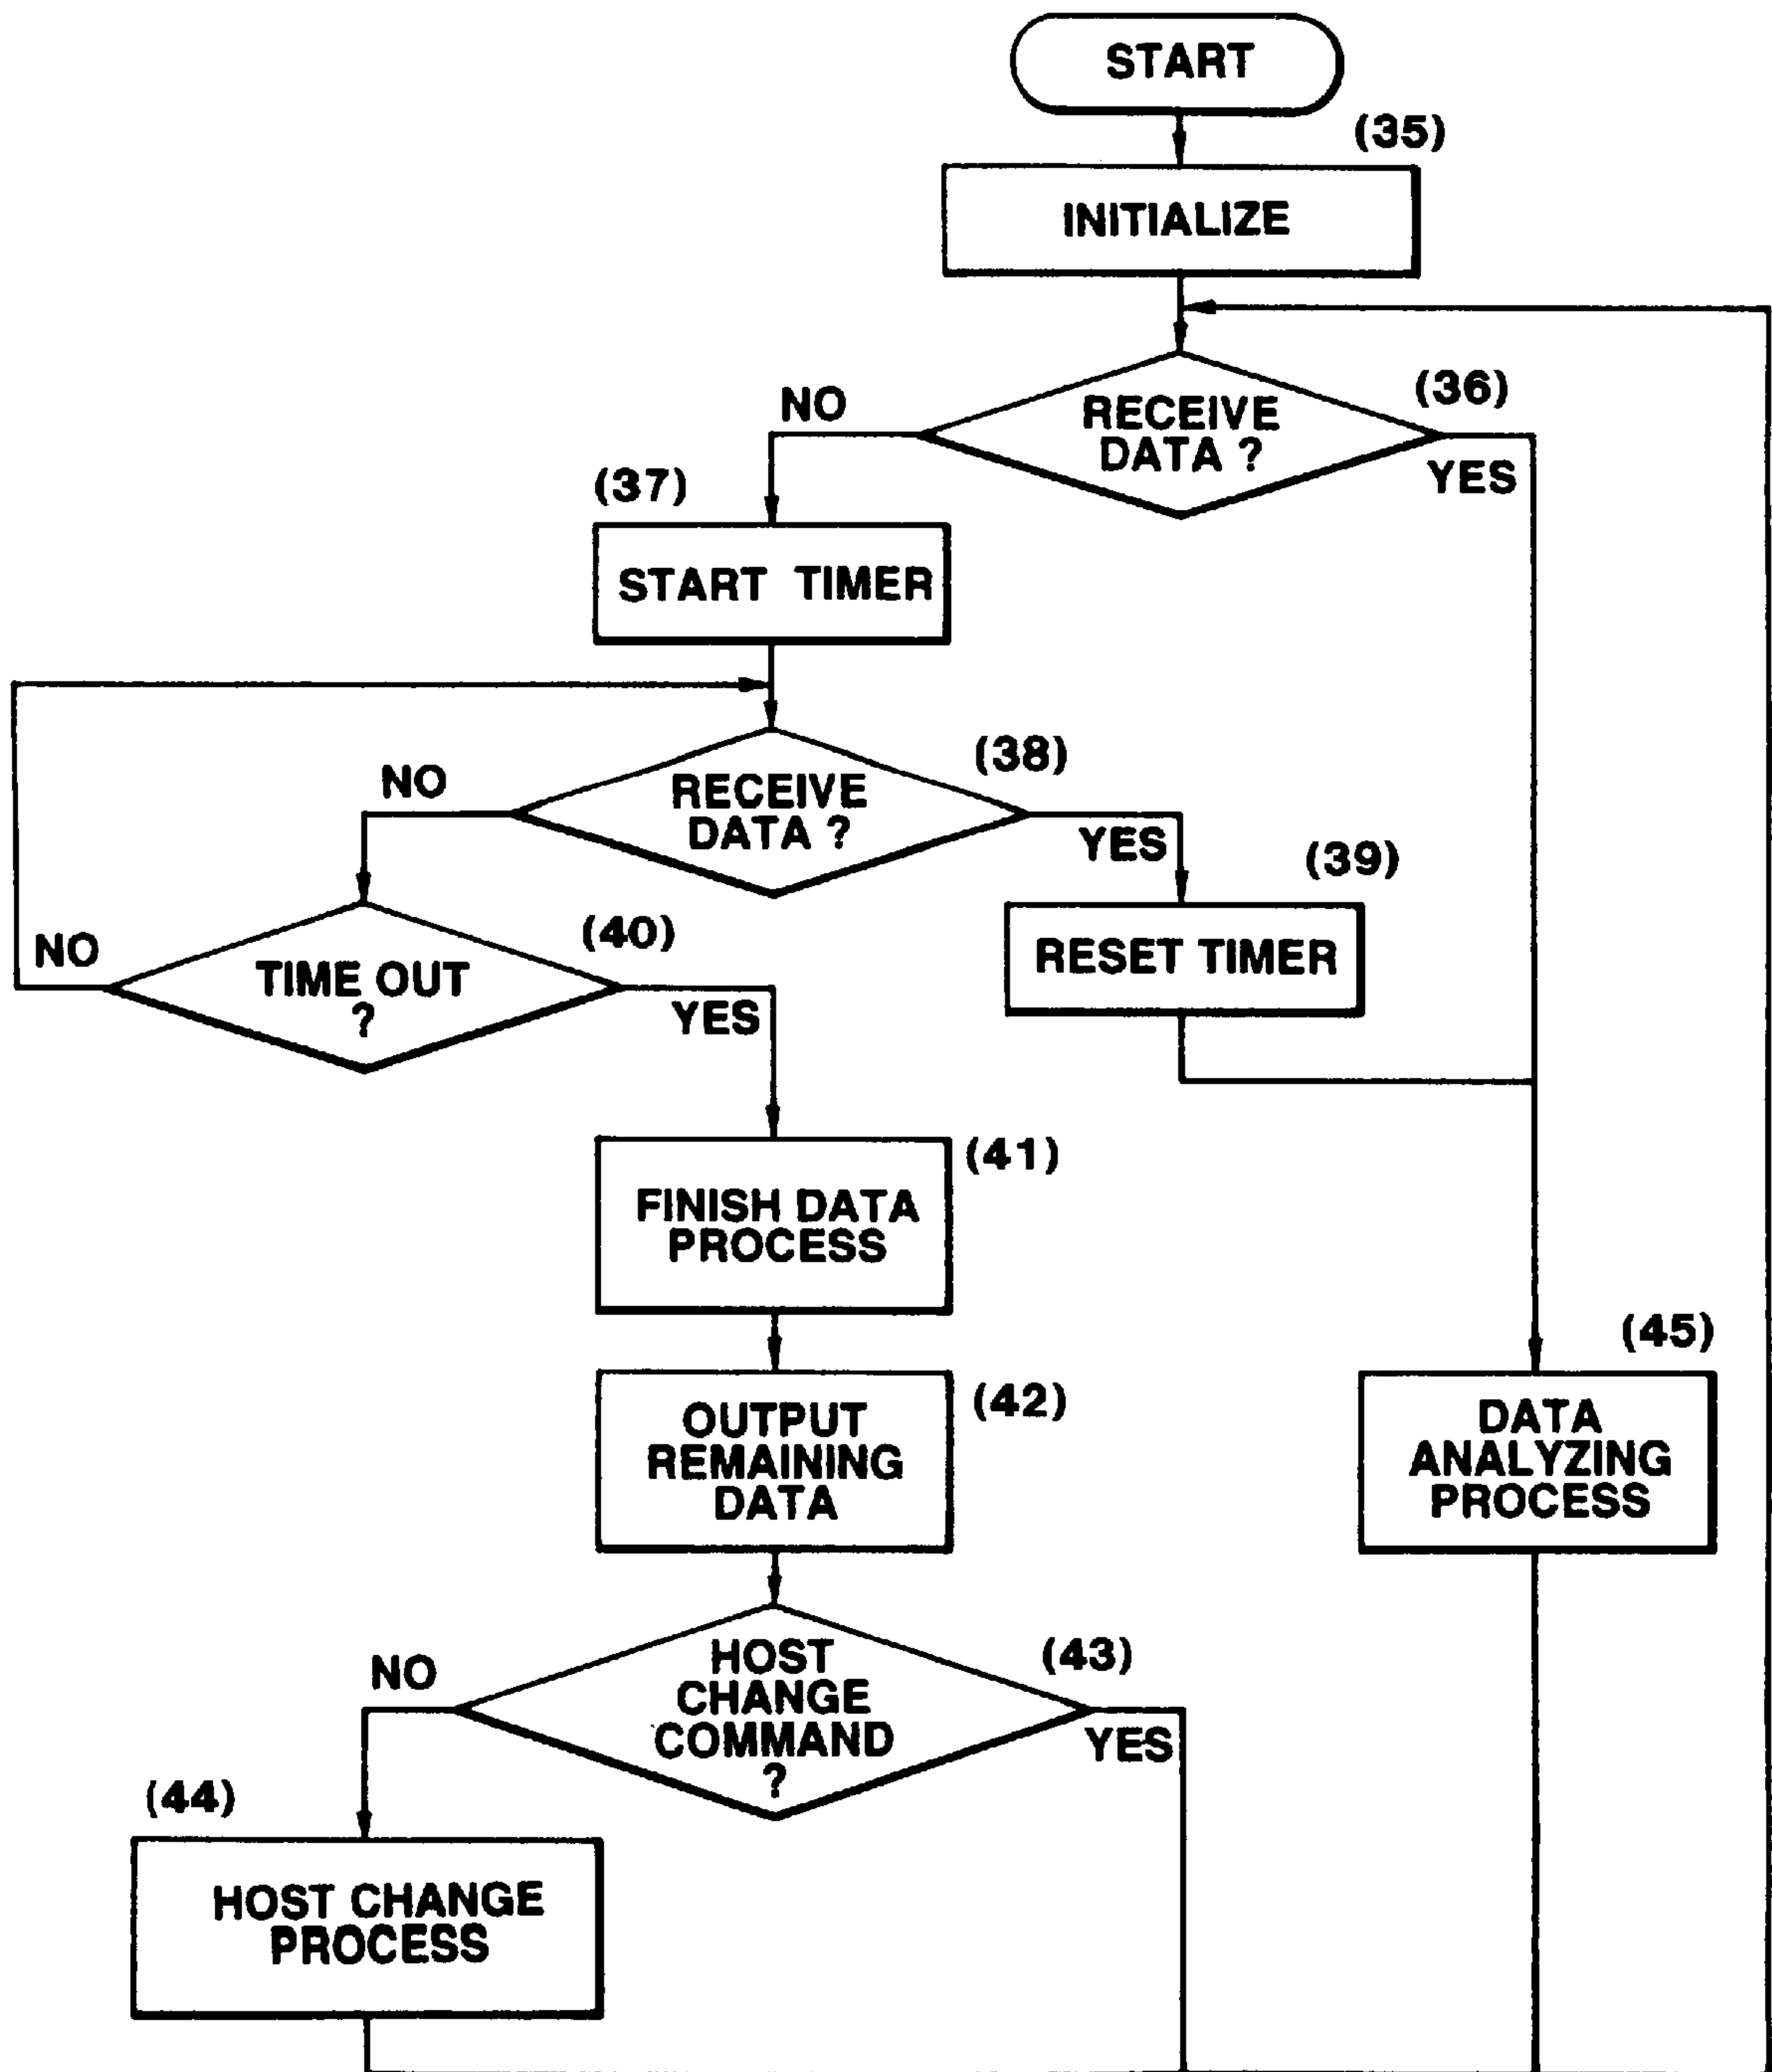 START
(35)
INITIALIZE
(36)
NO
RECEIVE
DATA ?
YES
(37)
START TIMER
(38)
NO
RECEIVE
DATA ?
YES
(39)
RESET TIMER
(40)
NO
TIME OUT
?
YES
(41)
FINISH DATA
PROCESS
(42)
OUTPUT
REMAINING
DATA
(45)
DATA
ANALYZING
PROCESS
(43)
NO
HOST
CHANGE
COMMAND
?
YES
(44)
HOST CHANGE
PROCESS